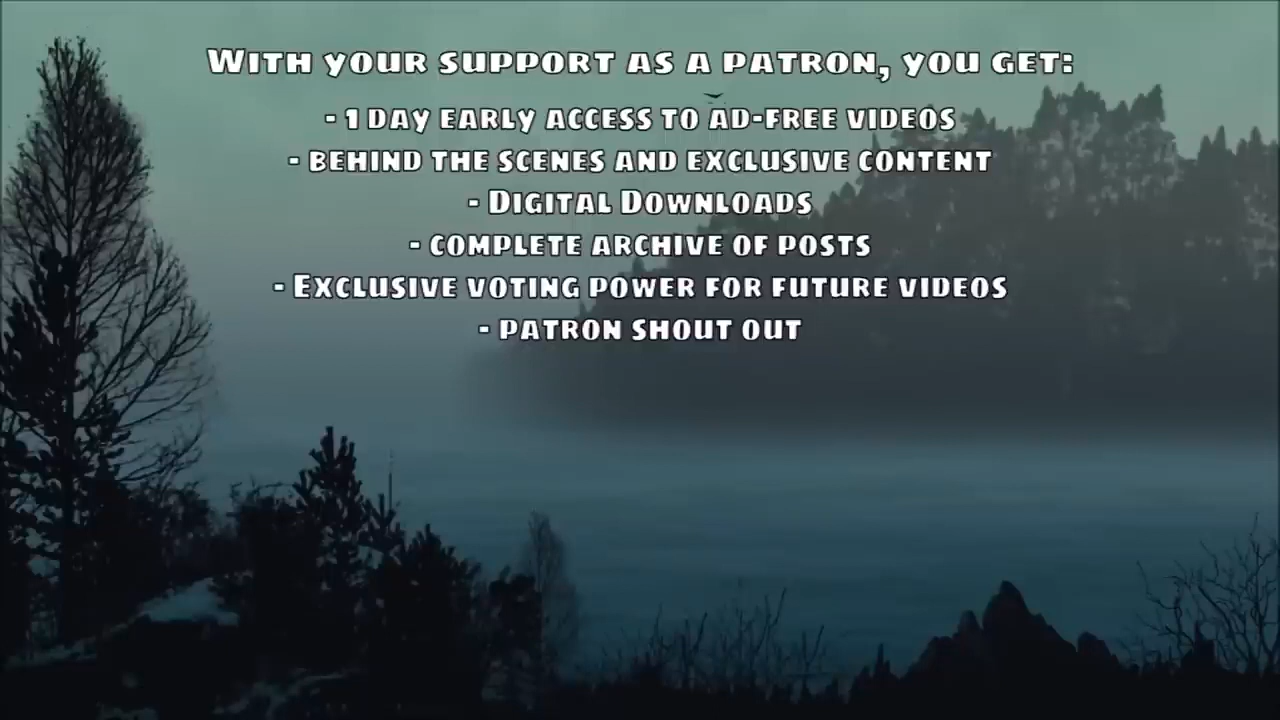 With your support as a patron, you get:
- 1 day early access to ad-free videos
- behind the scenes and exclusive content
- Digital Downloads
- complete archive of posts
- Exclusive voting power for future videos
- patron shout out